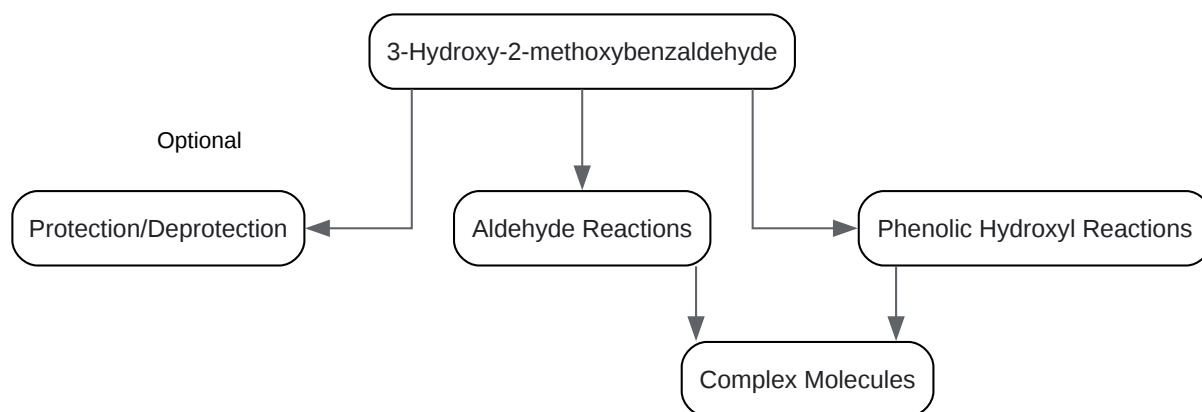 3-Hydroxy-2-methoxybenzaldehyde
Optional
Protection/Deprotection
Aldehyde Reactions
Phenolic Hydroxyl Reactions
Complex Molecules